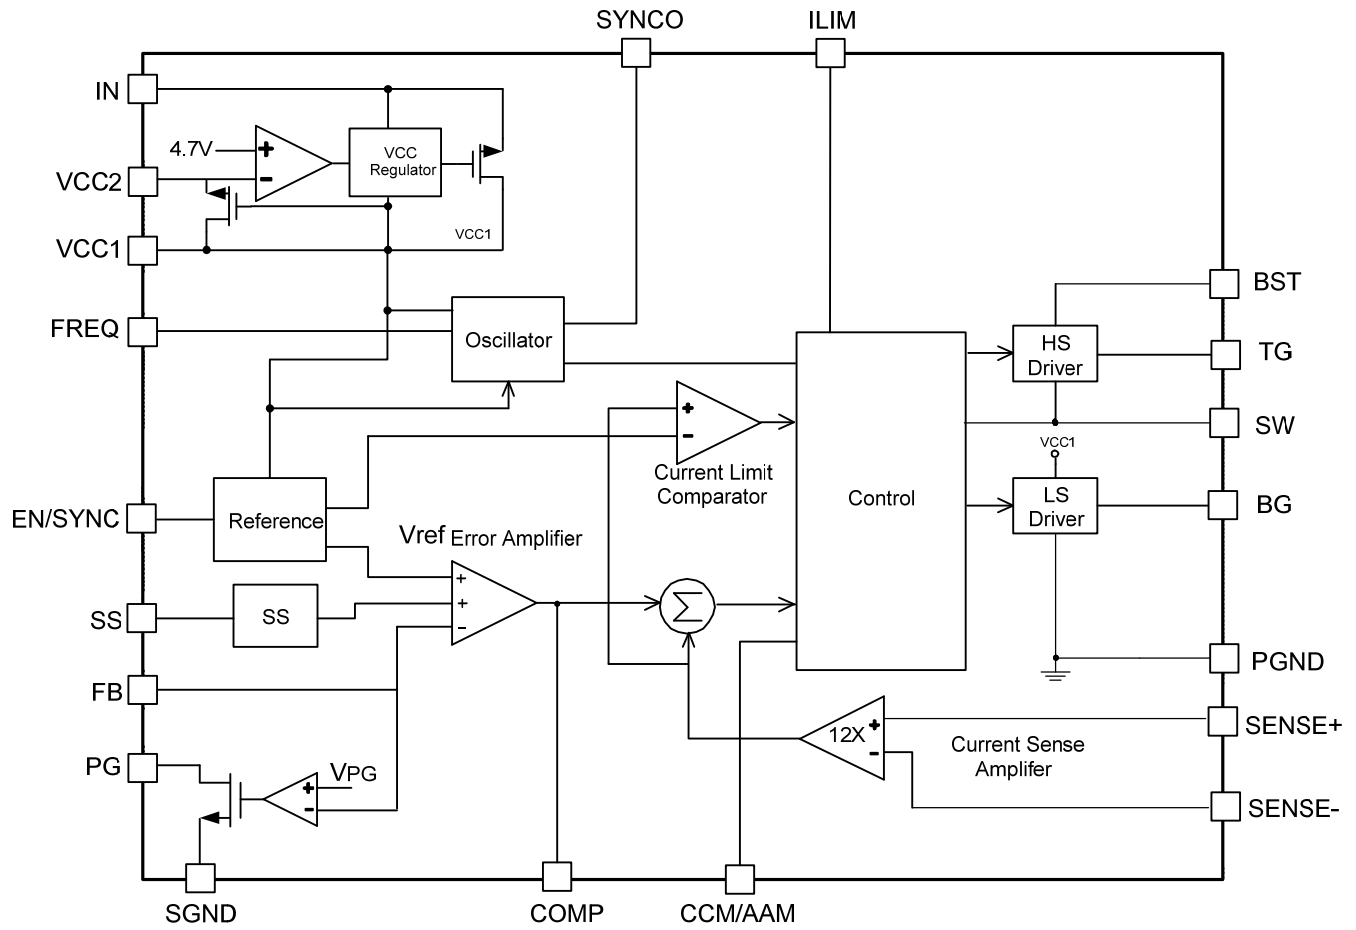 SYNCO
ILIM
IN
4.7V
+
-
VCC
Regulator
VCC2
VCC1
VCC1
FREQ
Oscillator
BST
HS
Driver
TG
+
-
Current Limit
Comparator
SW
VCC1
LS
Driver
BG
Control
EN/SYNC
Reference
Vref Error Amplifier
+
+
-
SS
SS
Σ
FB
PGND
12X
+
-
SENSE+
Current Sense
Amplifer
PG
VPG
+
-
SENSE-
SGND
COMP
CCM/AAM